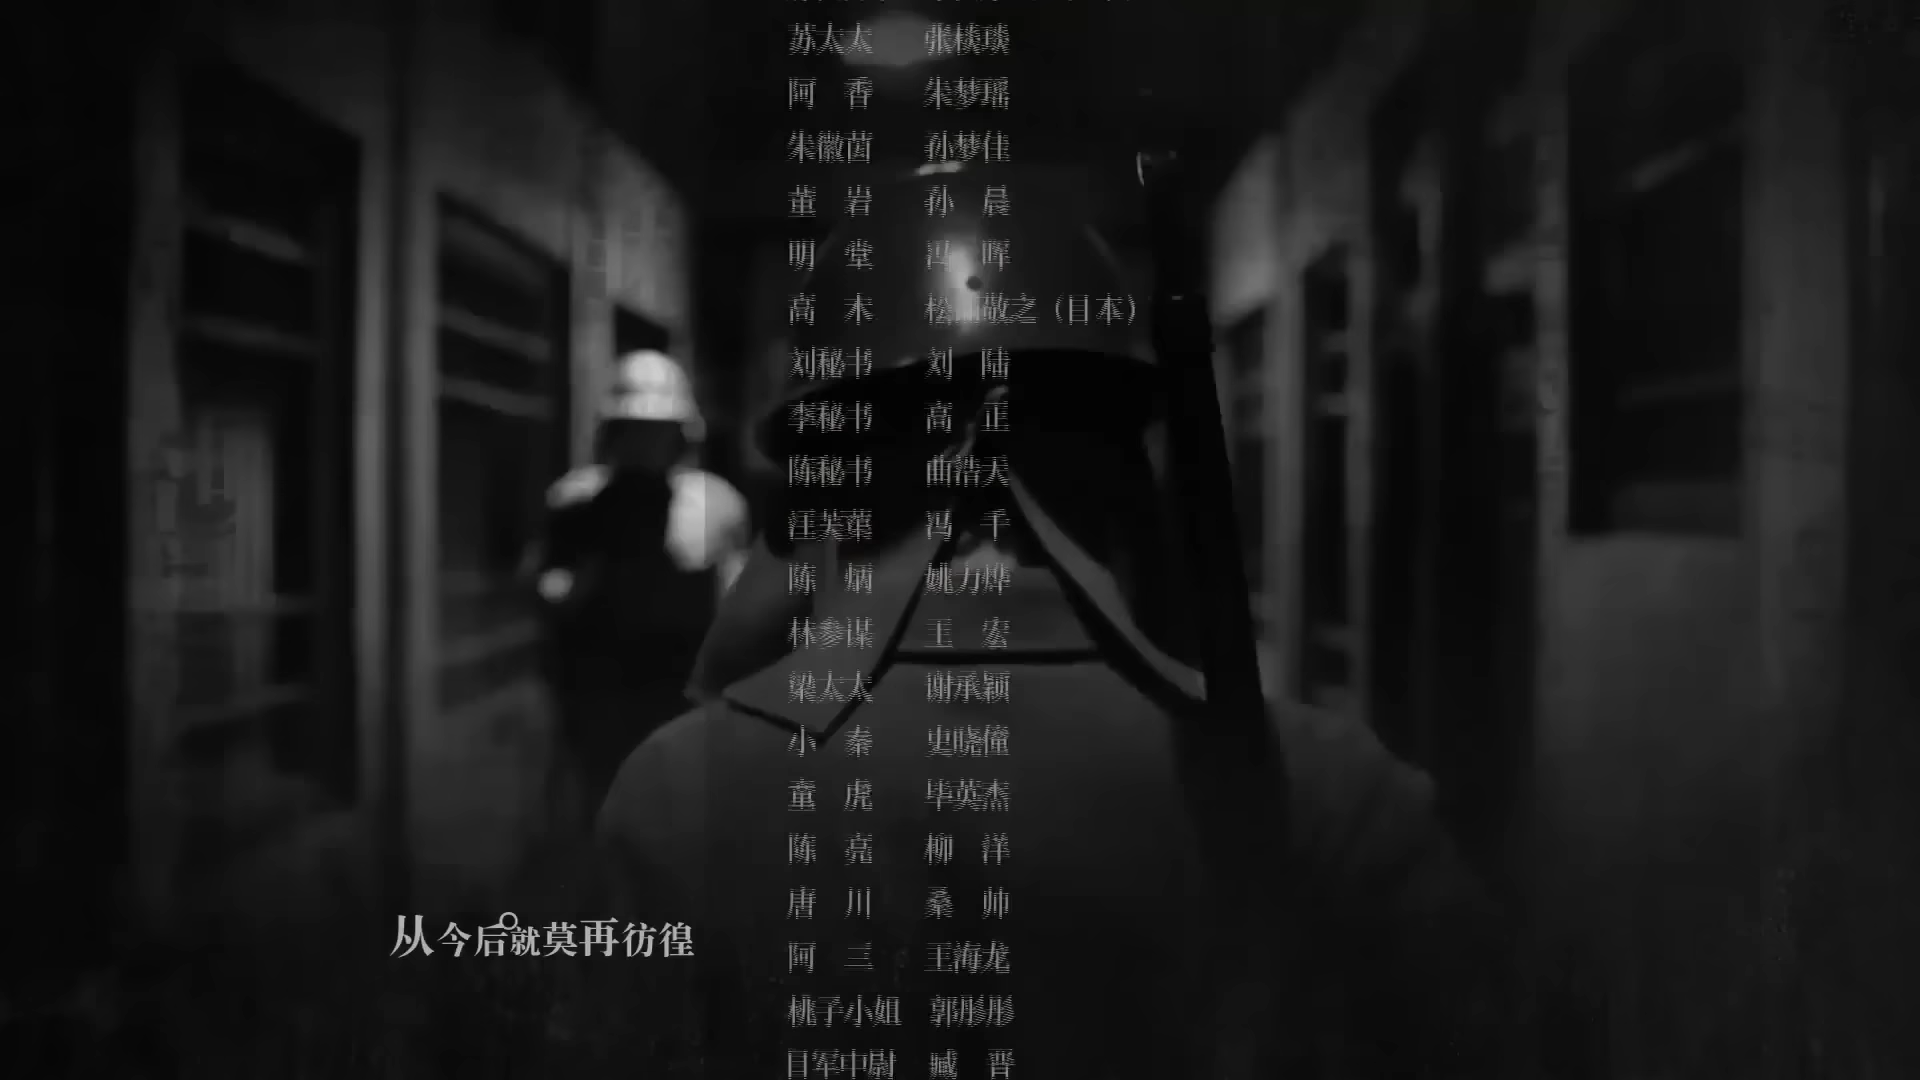 苏太太 张棪琰
阿 香 朱梦瑶
朱徽茵 孙梦佳
董 岩 孙 晨
明 堂 冯 晖
高 木 松山敬之（日本）
刘秘书 刘 陆
李秘书 高 正
陈秘书 曲浩天
汪芙蕖 冯 千
陈 炳 姚力烨
林参谋 王 宏
梁太太 谢承颖
小 秦 史晓僮
童 虎 毕英杰
陈 亮 柳 洋
唐 川 桑 帅
阿 三 王海龙
桃子小姐 郭彤彤
日军中尉 臧 晋
从今后就莫再彷徨